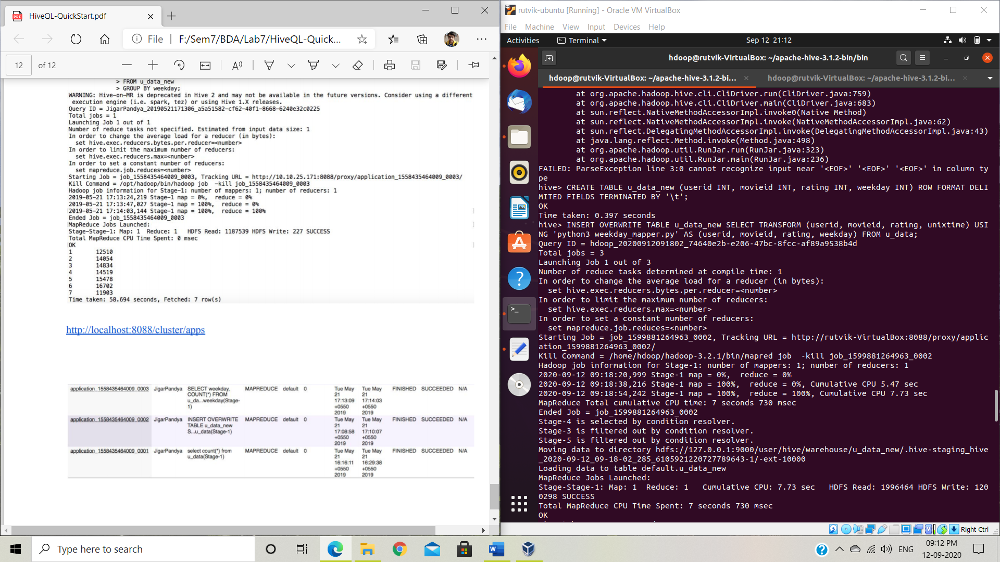 HiveQL-QuickStart.pdf
File
F:/Sem7/BDA/Lab7/HiveQL-Quick...
12
of 12
> FROM u_data_new
> GROUP BY weekday;
WARNING: Hive-on-MR is deprecated in Hive 2 and may not be available in the future versions. Consider using a different
execution engine (i.e. spark, tez) or using Hive 1.X releases.
Query ID = JigarPandya_20190521171306_a5a51582-cf62-40f1-8668-6240e32c0225
Total jobs = 1
Launching Job 1 out of 1
Number of reduce tasks not specified. Estimated from input data size: 1
In order to change the average load for a reducer (in bytes):
set hive.exec.reducers.bytes.per.reducer=<number>
In order to limit the maximum number of reducers:
set hive.exec.reducers.max=<number>
In order to set a constant number of reducers:
set mapreduce.job.reduces=<number>
Starting Job = job_1558435464009_0003, Tracking URL = http://10.10.25.171:8088/proxy/application_1558435464009_0003/
Kill Command = /opt/hadoop/bin/hadoop job  -kill job_1558435464009_0003
Hadoop job information for Stage-1: number of mappers: 1; number of reducers: 1
2019-05-21 17:13:24,219 Stage-1 map = 0%,  reduce = 0%
2019-05-21 17:13:47,027 Stage-1 map = 100%,  reduce = 0%
2019-05-21 17:14:03,144 Stage-1 map = 100%,  reduce = 100%
Ended Job = job_1558435464009_0003
MapReduce Jobs Launched:
Stage-Stage-1: Map: 1  Reduce: 1   HDFS Read: 1187539 HDFS Write: 227 SUCCESS
Total MapReduce CPU Time Spent: 0 msec
OK
1 12510
2 14054
3 14834
4 14519
5 15478
6 16702
7 11903
Time taken: 58.694 seconds, Fetched: 7 row(s)
http://localhost:8088/cluster/apps
application_1558435464009_0003 JigarPandya SELECT weekday, MAPREDUCE default 0 Tue May Tue May FINISHED SUCCEEDED N/A
COUNT(*) FROM 21 21
u_da...weekday(Stage- 17:13:09 17:14:03
1) +0550 +0550
2019 2019
application_1558435464009_0002 JigarPandya INSERT OVERWRITE MAPREDUCE default 0 Tue May Tue May FINISHED SUCCEEDED N/A
TABLE u_data_new 21 21
S...u_data(Stage-1) 17:08:58 17:10:07
+0550 +0550
2019 2019
application_1558435464009_0001 JigarPandya select count(*) from MAPREDUCE default 0 Tue May Tue May FINISHED SUCCEEDED N/A
u_data(Stage-1) 21 21
16:16:11 16:29:38
+0550 +0550
2019 2019
rutvik-ubuntu [Running] - Oracle VM VirtualBox
File Machine View Input Devices Help
Activities Terminal Sep 12 21:12
hdoop@rutvik-VirtualBox: ~/apache-hive-3.1.2-bin/bin
hdoop@rutvik-VirtualBox: ~/apache-hive-3.1.2-bi... hdoop@rutvik-VirtualBox: ~/apache-hive-3.1.2-bi...
at org.apache.hadoop.hive.cli.CliDriver.run(CliDriver.java:759)
at org.apache.hadoop.hive.cli.CliDriver.main(CliDriver.java:683)
at sun.reflect.NativeMethodAccessorImpl.invoke0(Native Method)
at sun.reflect.NativeMethodAccessorImpl.invoke(NativeMethodAccessorImpl.java:62)
at sun.reflect.DelegatingMethodAccessorImpl.invoke(DelegatingMethodAccessorImpl.java:43)
at java.lang.reflect.Method.invoke(Method.java:498)
at org.apache.hadoop.util.RunJar.run(RunJar.java:323)
at org.apache.hadoop.util.RunJar.main(RunJar.java:236)
FAILED: ParseException line 3:0 cannot recognize input near '<EOF>' '<EOF>' '<EOF>' in column ty
pe
hive> CREATE TABLE u_data_new (userid INT, movieid INT, rating INT, weekday INT) ROW FORMAT DELI
MITED FIELDS TERMINATED BY '\t';
OK
Time taken: 0.397 seconds
hive> INSERT OVERWRITE TABLE u_data_new SELECT TRANSFORM (userid, movieid, rating, unixtime) USI
NG 'python3 weekday_mapper.py' AS (userid, movieid, rating, weekday) FROM u_data;
Query ID = hdoop_20200912091802_74640e2b-e206-47bc-8fcc-af89a9538b4d
Total jobs = 3
Launching Job 1 out of 3
Number of reduce tasks determined at compile time: 1
In order to change the average load for a reducer (in bytes):
set hive.exec.reducers.bytes.per.reducer=<number>
In order to limit the maximum number of reducers:
set hive.exec.reducers.max=<number>
In order to set a constant number of reducers:
set mapreduce.job.reduces=<number>
Starting Job = job_1599881264963_0002, Tracking URL = http://rutvik-VirtualBox:8088/proxy/applic
ation_1599881264963_0002/
Kill Command = /home/hdoop/hadoop-3.2.1/bin/mapred job  -kill job_1599881264963_0002
Hadoop job information for Stage-1: number of mappers: 1; number of reducers: 1
2020-09-12 09:18:20,999 Stage-1 map = 0%,  reduce = 0%
2020-09-12 09:18:38,216 Stage-1 map = 100%,  reduce = 0%, Cumulative CPU 5.47 sec
2020-09-12 09:18:54,242 Stage-1 map = 100%,  reduce = 100%, Cumulative CPU 7.73 sec
MapReduce Total cumulative CPU time: 7 seconds 730 msec
Ended Job = job_1599881264963_0002
Stage-4 is selected by condition resolver.
Stage-3 is filtered out by condition resolver.
Stage-5 is filtered out by condition resolver.
Moving data to directory hdfs://127.0.0.1:9000/user/hive/warehouse/u_data_new/.hive-staging_hive
_2020-09-12_09-18-02_285_6105921220727789643-1/-ext-10000
Loading data to table default.u_data_new
MapReduce Jobs Launched:
Stage-Stage-1: Map: 1  Reduce: 1   Cumulative CPU: 7.73 sec   HDFS Read: 1996464 HDFS Write: 120
0298 SUCCESS
Total MapReduce CPU Time Spent: 7 seconds 730 msec
OK
Right Ctrl
Type here to search
ENG
09:12 PM
12-09-2020